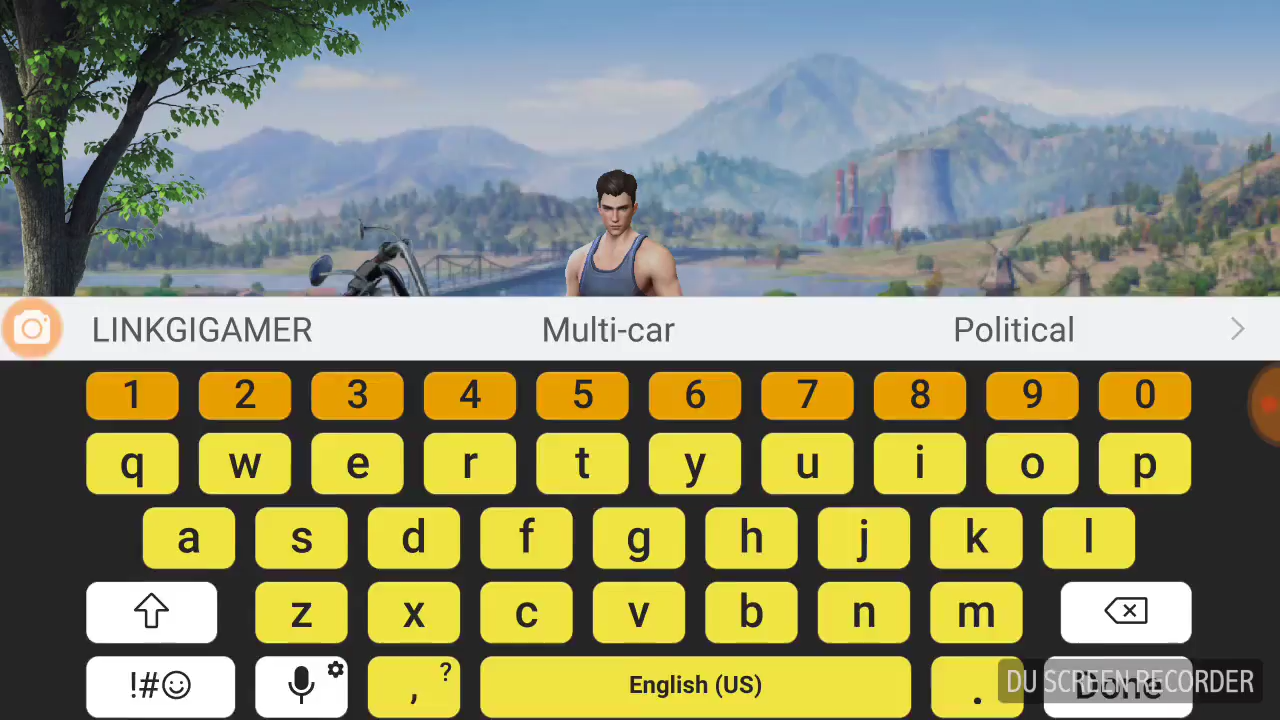 LINKGIGAMER Multi-car Political
1 2 3 4 5 6 7 8 9 0
q w e r t y u i o p
a s d f g h j k l
z x c v b n m
!#☺ , ? English (US) . Done
DU SCREEN RECORDER